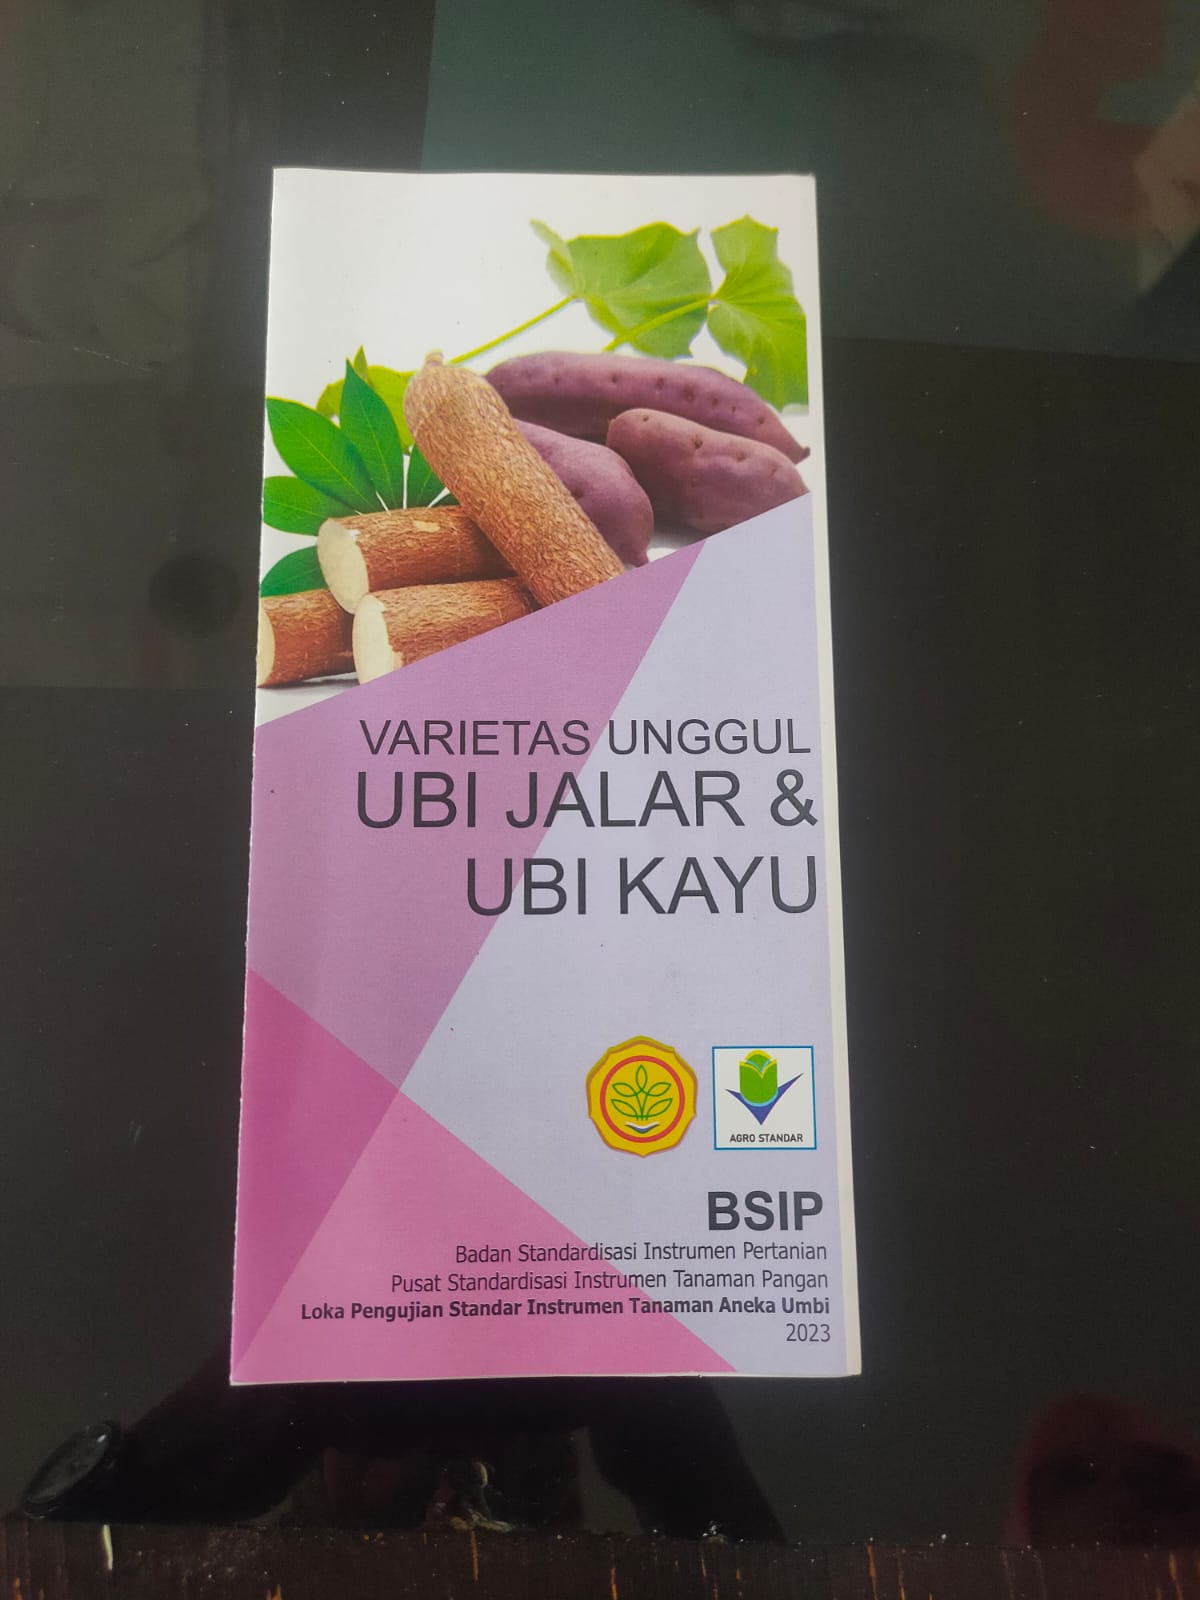 VARIETAS UNGGUL
UBI JALAR &
UBI KAYU
AGRO STANDAR
BSIP
Badan Standardisasi Instrumen Pertanian
Pusat Standardisasi Instrumen Tanaman Pangan
Loka Pengujian Standar Instrumen Tanaman Aneka Umbi
2023